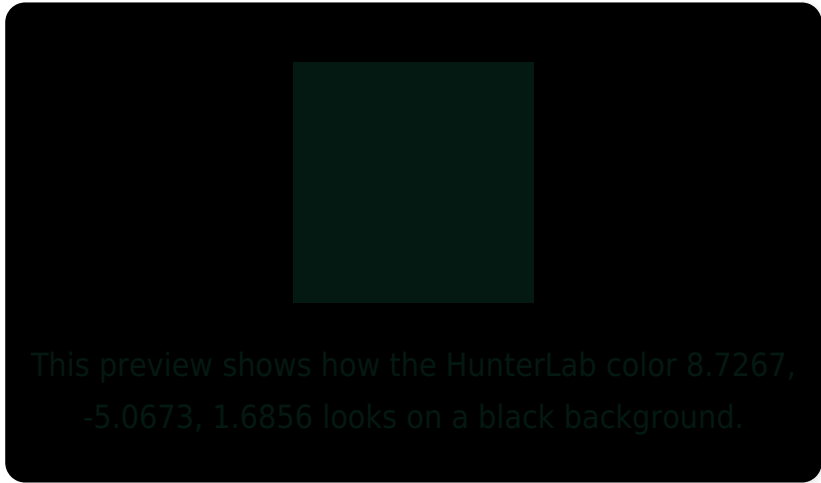 This preview shows how the HunterLab color 8.7267,
-5.0673, 1.6856 looks on a black background.